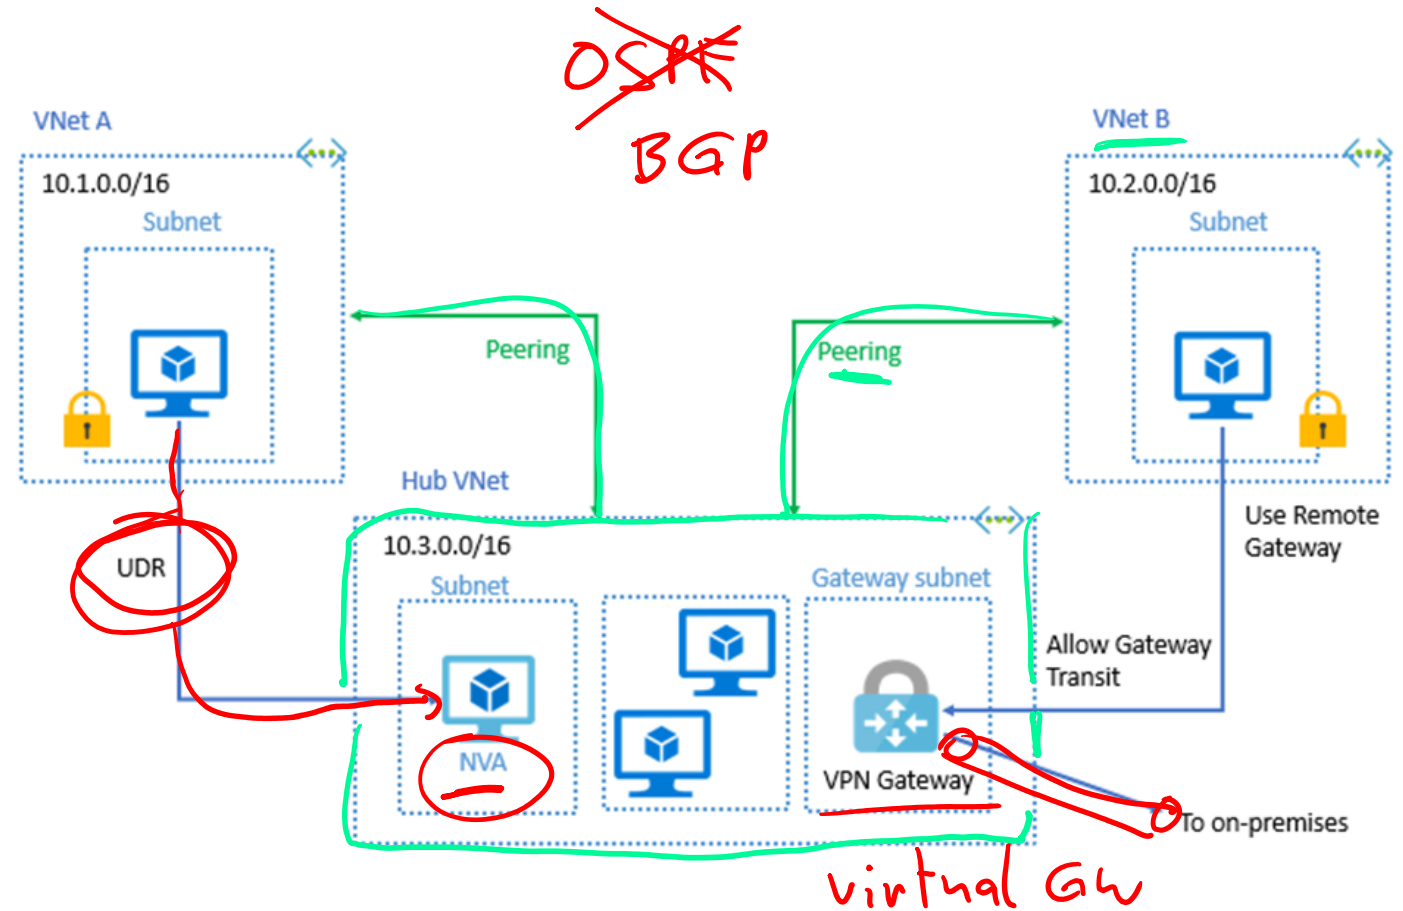 OSPF
BGP
VNet A
10.1.0.0/16
Subnet
VNet B
10.2.0.0/16
Subnet
Peering
Peering
UDR
Hub VNet
10.3.0.0/16
Subnet
NVA
Gateway subnet
VPN Gateway
Use Remote
Gateway
Allow Gateway
Transit
To on-premises
virtual GW